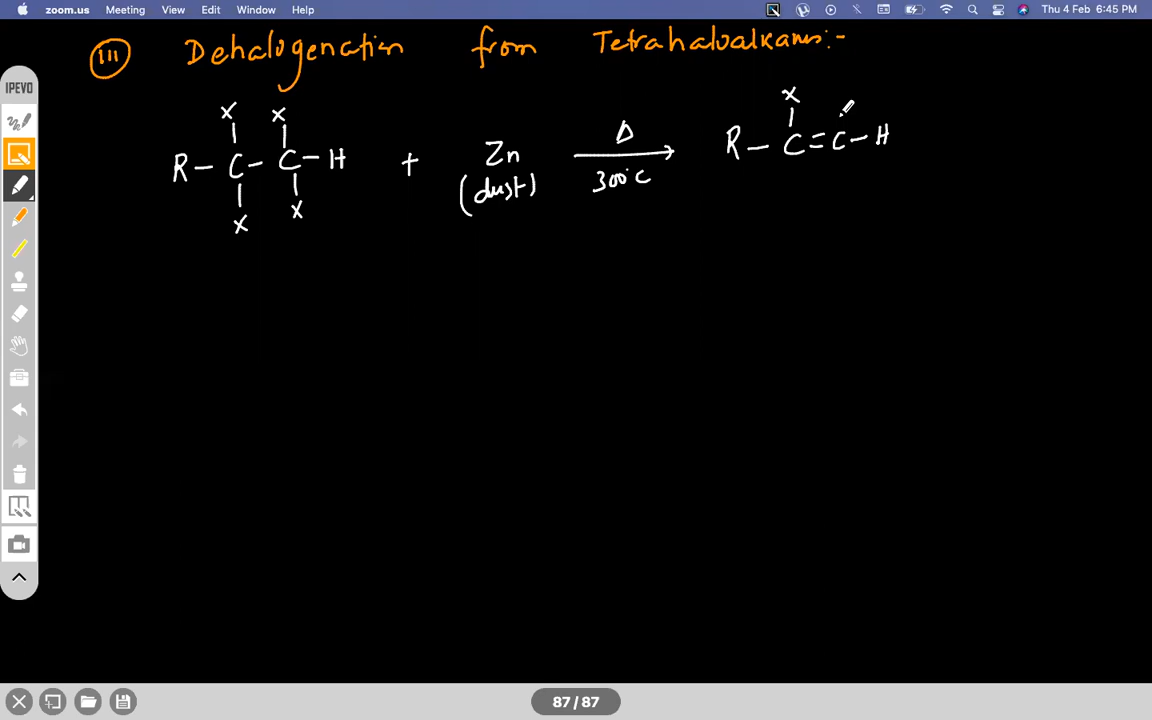 zoom.us Meeting View Edit Window Help Thu 4 Feb 6:45 PM
III Dehalogenation from Tetrahaloalkanes:-
IPEVO
X X X
R - C - C - H + Zn Δ R - C = C - H
(dust) 300°C
X X
87 / 87